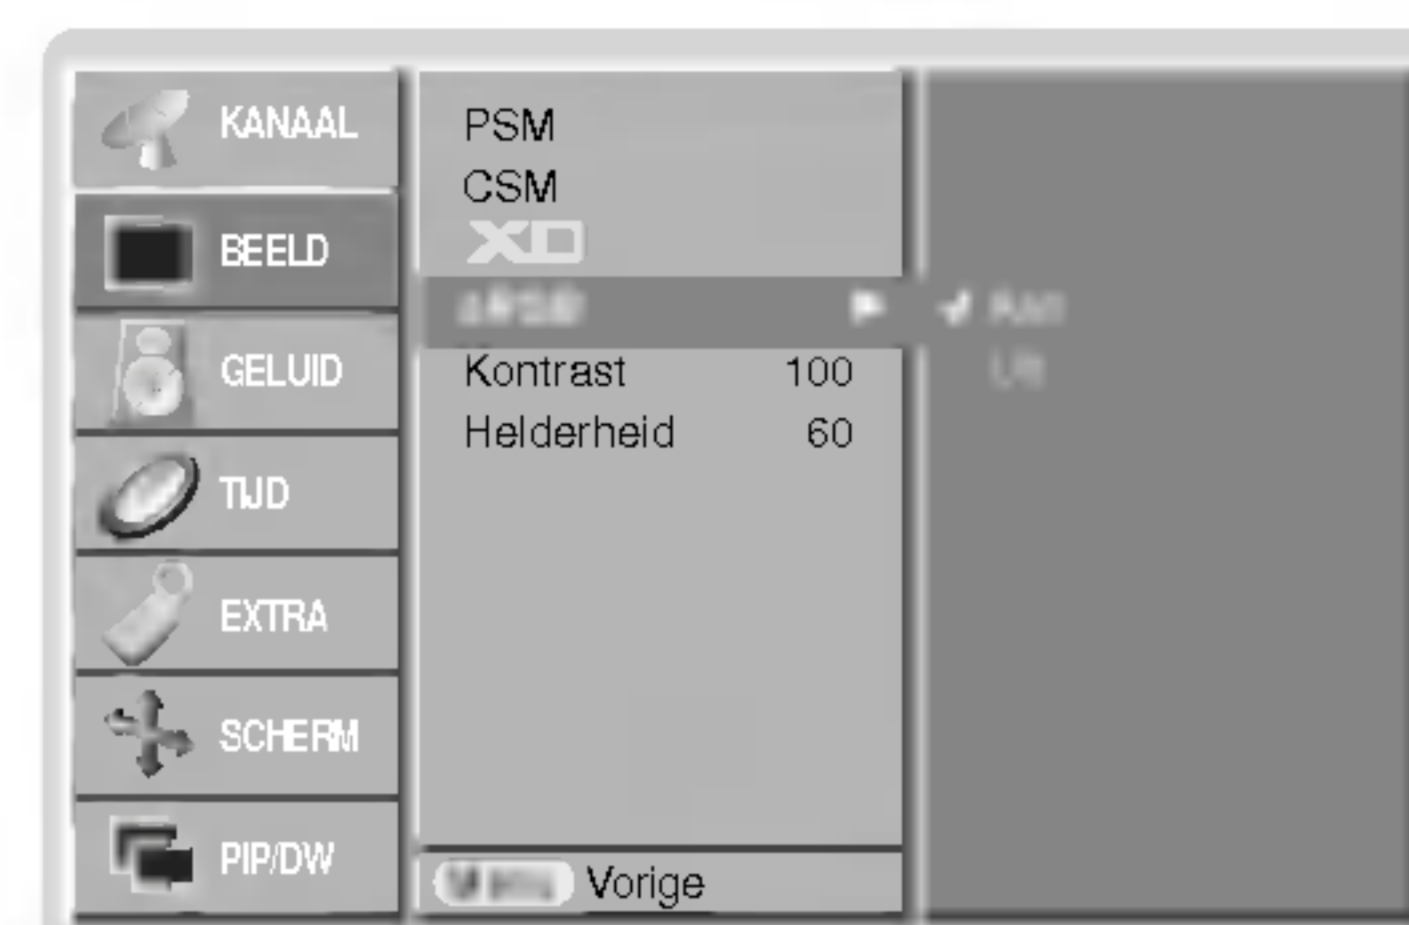 KANAAL
BEELD
GELUID
TIJD
EXTRA
SCHERM
PIP/DW
PSM
CSM
XD
Kontrast 100
Helderheid 60
Vorige